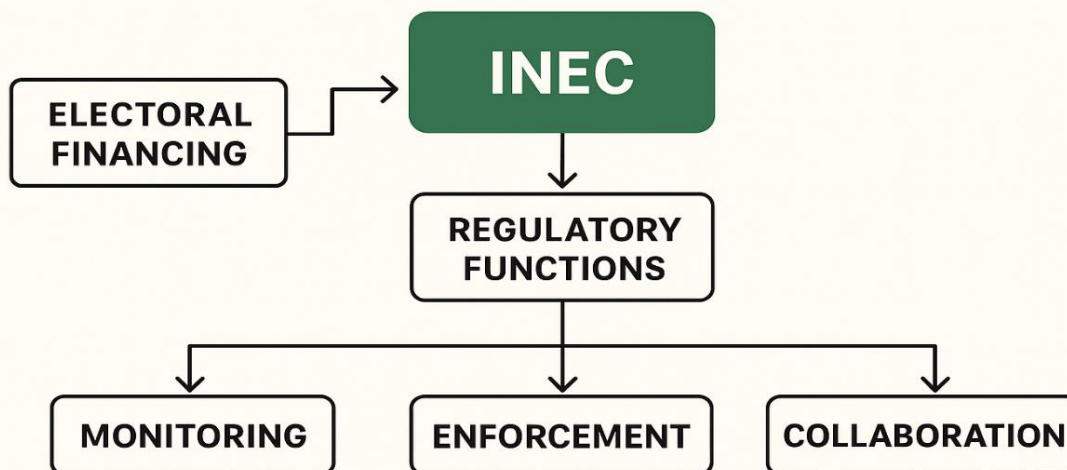 INEC
ELECTORAL
FINANCING
REGULATORY
FUNCTIONS
MONITORING
ENFORCEMENT
COLLABORATION